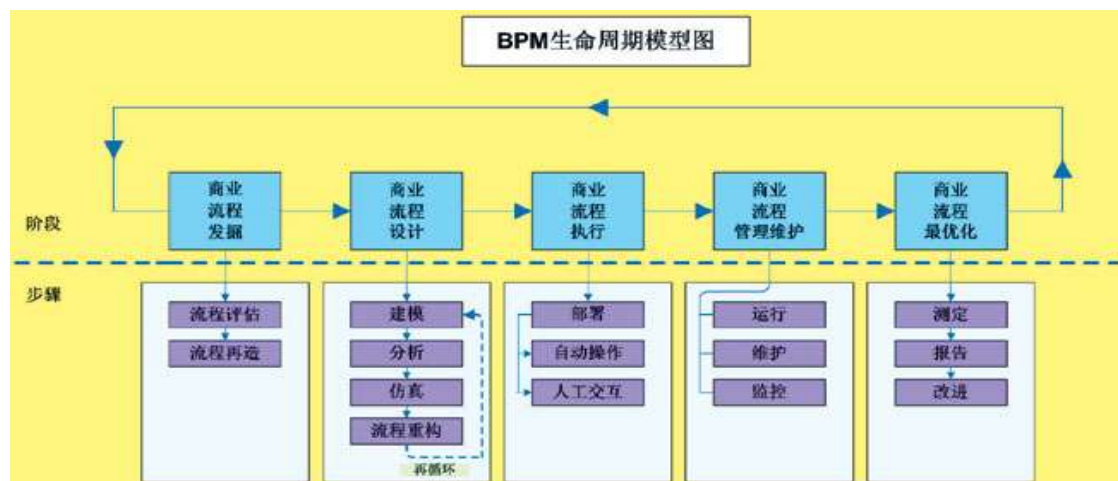 BPM生命周期模型图
阶段
商业
流程
发掘
商业
流程
设计
商业
流程
执行
商业
流程
管理维护
商业
流程
最优化
步骤
流程评估
流程再造
建模
分析
仿真
流程重构
再循环
部署
自动操作
人工交互
运行
维护
监控
测定
报告
改进